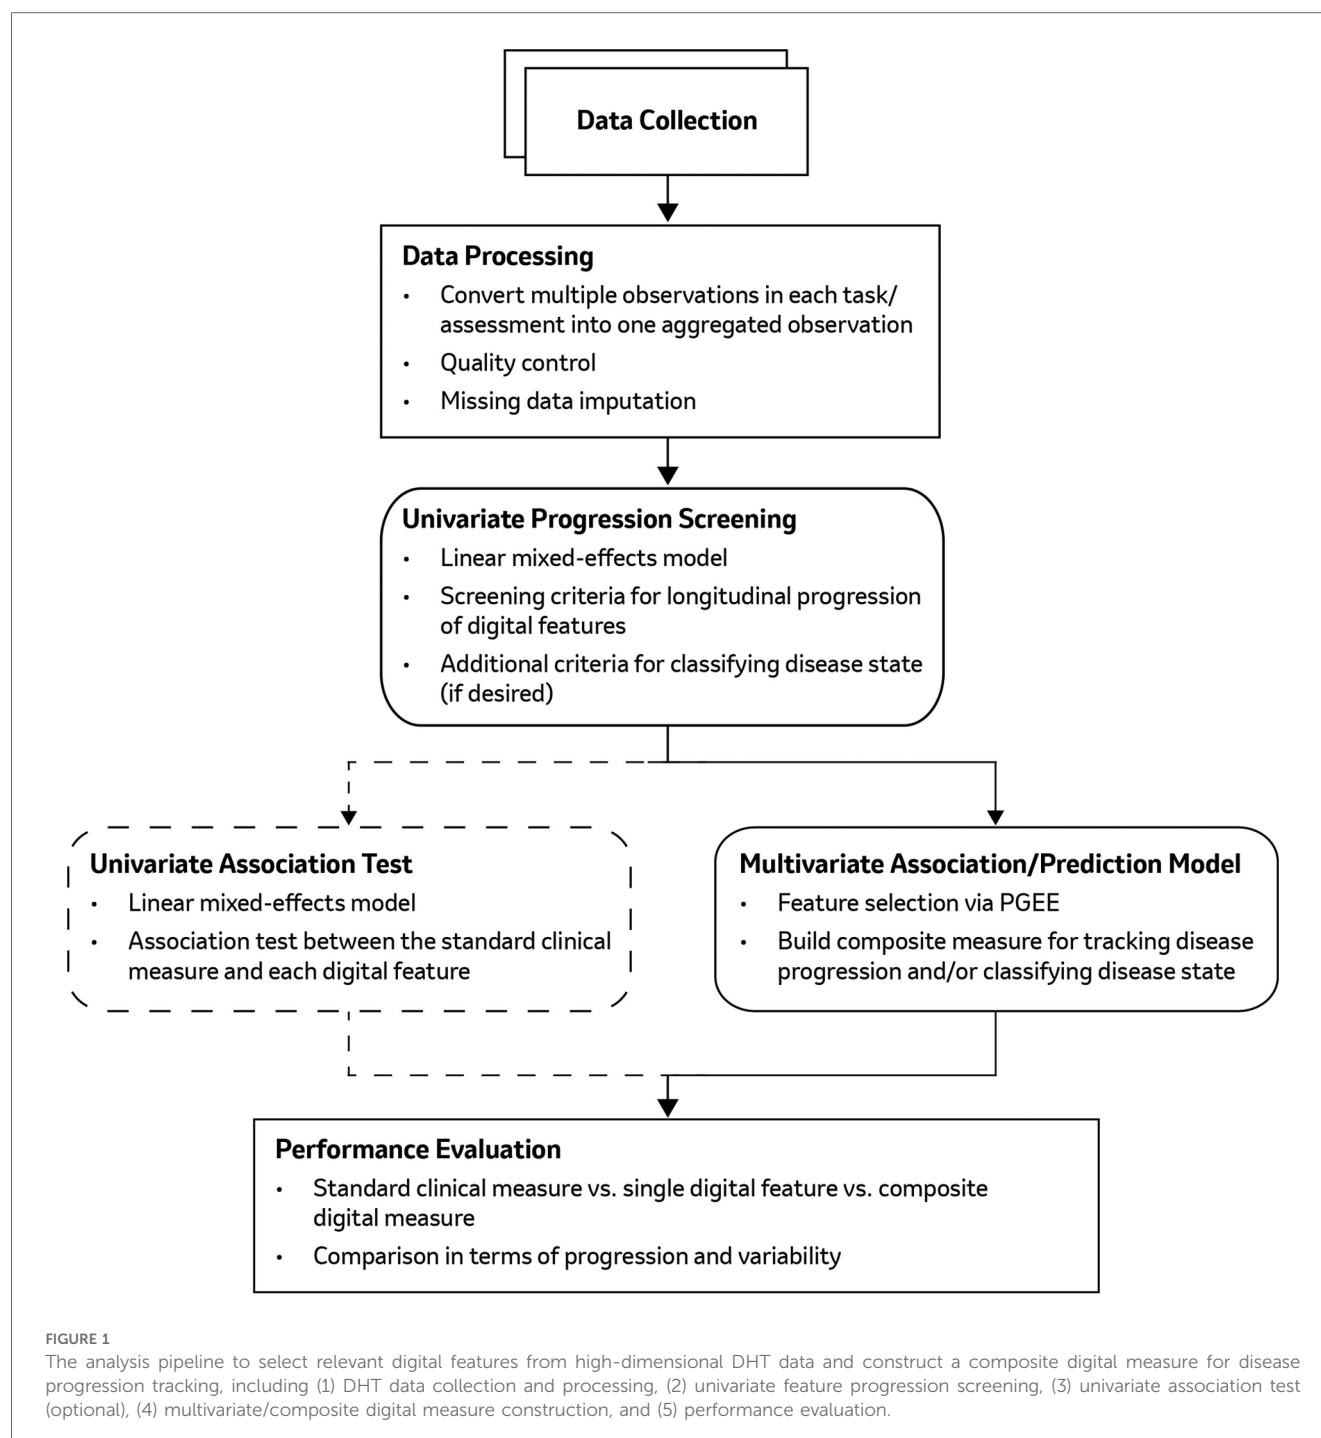 Data Collection
Data Processing
• Convert multiple observations in each task/
assessment into one aggregated observation
• Quality control
• Missing data imputation
Univariate Progression Screening
• Linear mixed-effects model
• Screening criteria for longitudinal progression
of digital features
• Additional criteria for classifying disease state
(if desired)
Univariate Association Test
• Linear mixed-effects model
• Association test between the standard clinical
measure and each digital feature
Multivariate Association/Prediction Model
• Feature selection via PGEE
• Build composite measure for tracking disease
progression and/or classifying disease state
Performance Evaluation
• Standard clinical measure vs. single digital feature vs. composite
digital measure
• Comparison in terms of progression and variability
FIGURE 1
The analysis pipeline to select relevant digital features from high-dimensional DHT data and construct a composite digital measure for disease
progression tracking, including (1) DHT data collection and processing, (2) univariate feature progression screening, (3) univariate association test
(optional), (4) multivariate/composite digital measure construction, and (5) performance evaluation.